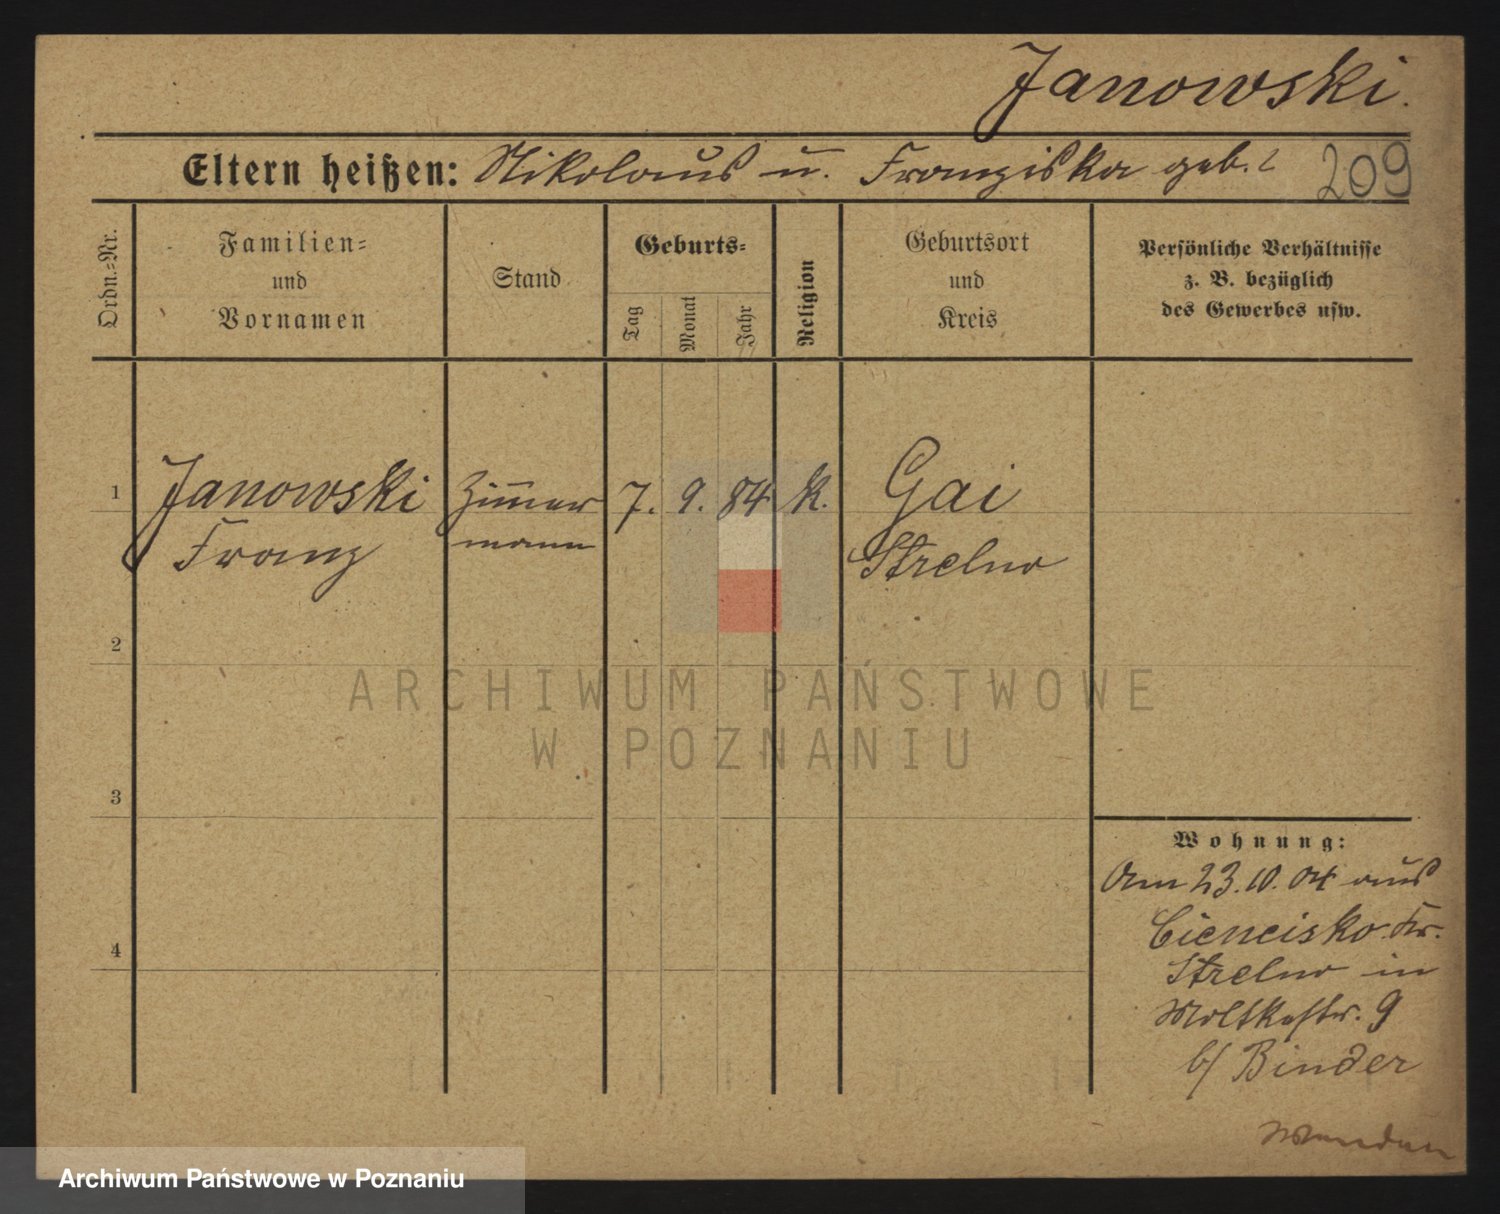 Janowski.
Eltern heißen: Nikolaus u. Franziska geb. ?
209
Ordn.=Nr.
Familien=
und
Vornamen
Stand
Geburts=
Tag
Monat
Jahr
Religion
Geburtsort
und
Kreis
Persönliche Verhältnisse
z. B. bezüglich
des Gewerbes usw.
1
Janowski
Franz
Zimmer
mann
7. 9. 84. K.
Gai
Strelno
2
3
4
Wohnung:
Am 23.10.04 aus
Ciencisko Kr.
Strelno in
Moltkestr. 9
b/ Binder
Wenden
ARCHIWUM PAŃSTWOWE
W POZNANIU
Archiwum Państwowe w Poznaniu